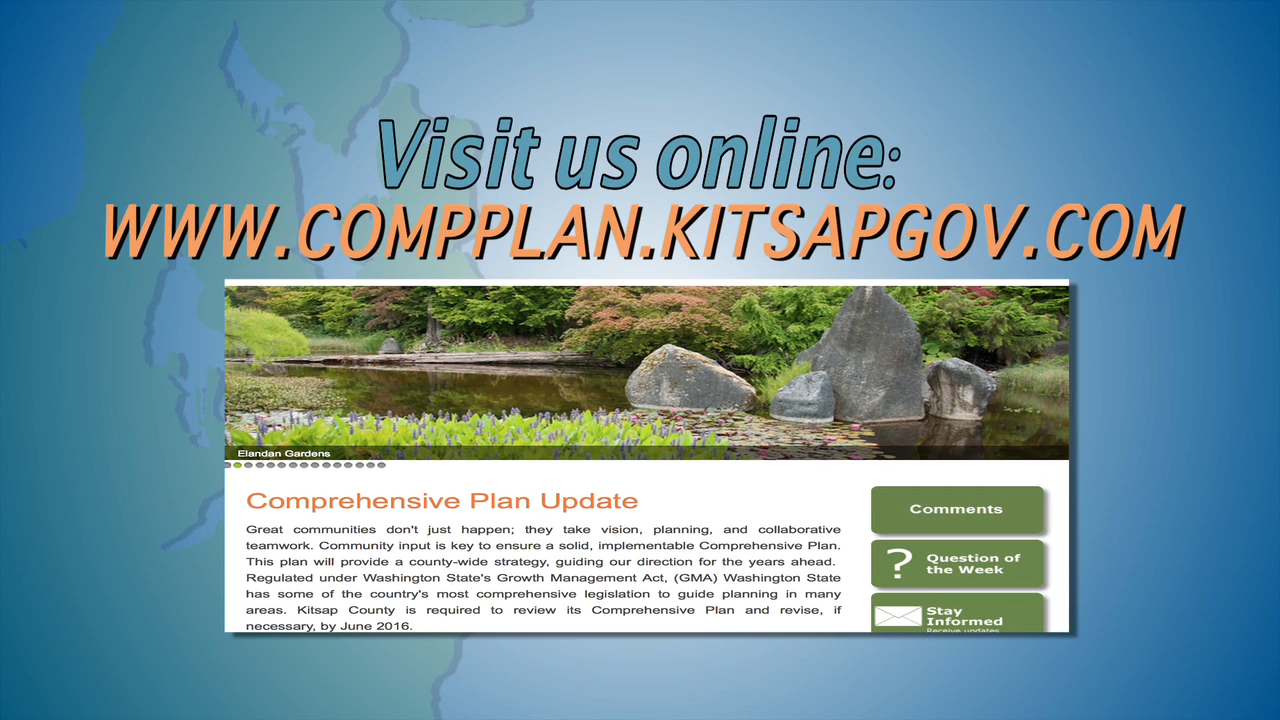 Visit us online:
WWW.COMPPLAN.KITSAPGOV.COM
Elandan Gardens
Comprehensive Plan Update
Great communities don't just happen; they take vision, planning, and collaborative
teamwork. Community input is key to ensure a solid, implementable Comprehensive Plan.
This plan will provide a county-wide strategy, guiding our direction for the years ahead.
Regulated under Washington State's Growth Management Act, (GMA) Washington State
has some of the country's most comprehensive legislation to guide planning in many
areas. Kitsap County is required to review its Comprehensive Plan and revise, if
necessary, by June 2016.
Comments
? Question of
the Week
Stay
Informed
Receive updates